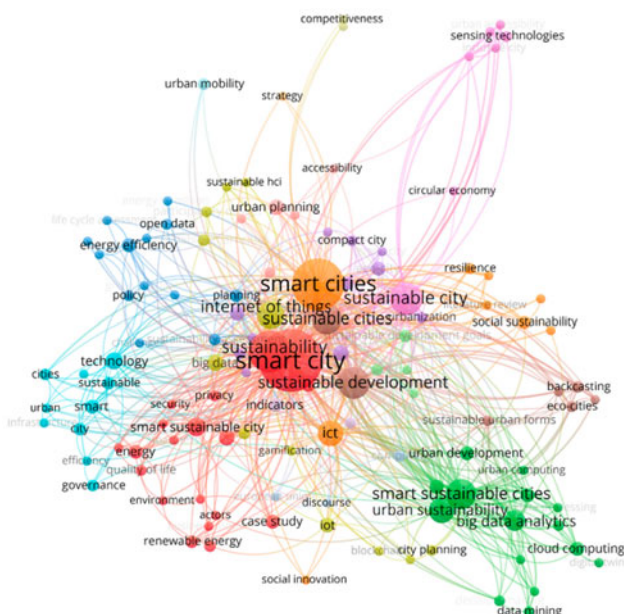 competitiveness
sensing technologies
urban mobility
strategy
accessibility
sustainable hci
circular economy
urban planning
open data
compact city
energy efficiency
resilience
smart cities
policy
planning
sustainable city
internet of things
urbanization
sustainable cities
social sustainability
sustainability
technology
big data
smart city
cities
sustainable
sustainable development
backcasting
privacy
urban
smart
security
indicators
eco-cities
city
smart sustainable city
ict
sustainable urban forms
energy
gamification
urban development
efficiency
quality of life
urban computing
governance
smart sustainable cities
environment
discourse
urban sustainability
actors
case study
iot
big data analytics
renewable energy
city planning
cloud computing
social innovation
data mining